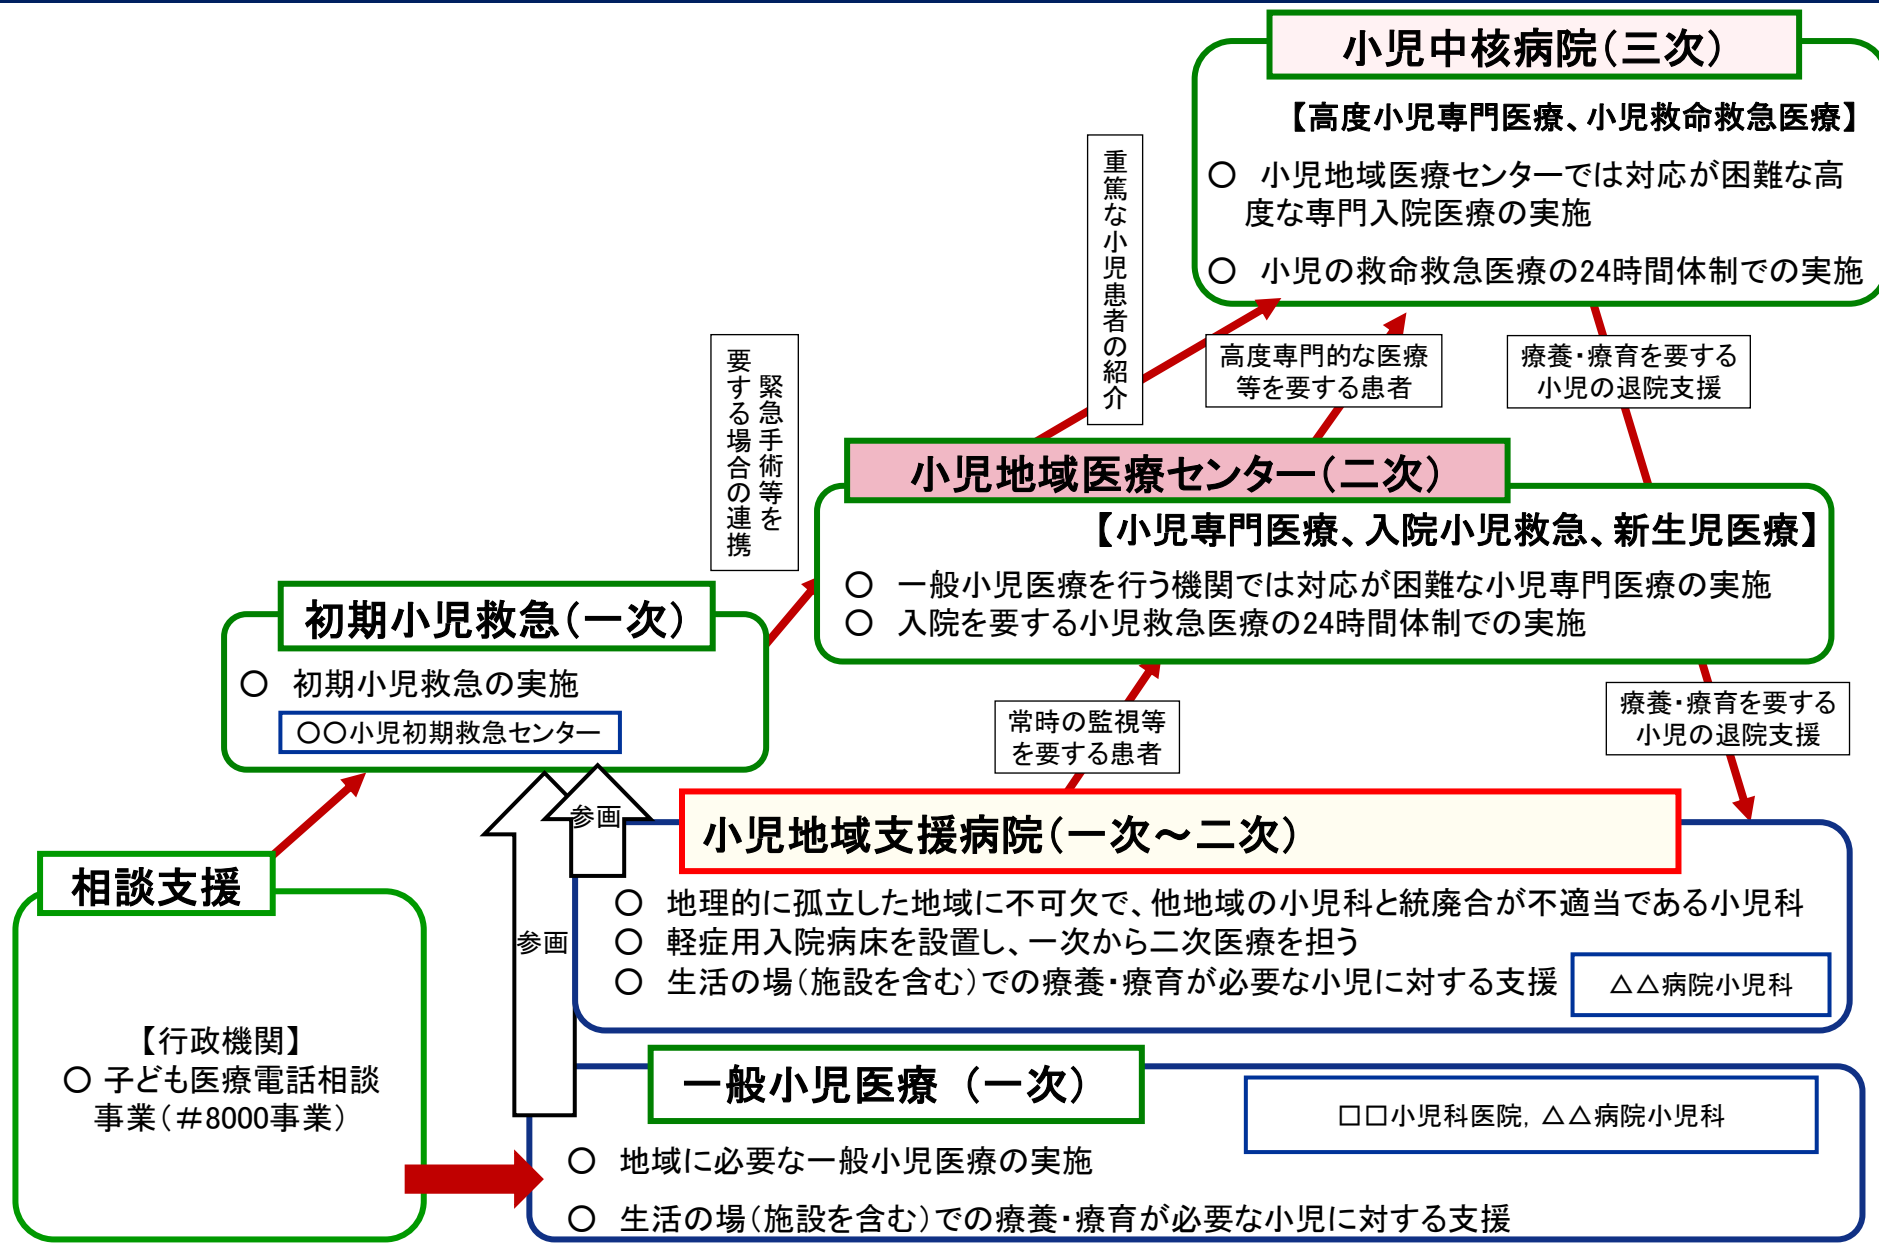 小児中核病院(三次)
【高度小児専門医療、小児救命救急医療】
○ 小児地域医療センターでは対応が困難な高
度な専門入院医療の実施
○ 小児の救命救急医療の24時間体制での実施
重篤な小児患者の紹介
高度専門的な医療
等を要する患者
療養・療育を要する
小児の退院支援
緊急手術等を
要する場合の連携
小児地域医療センター(二次)
【小児専門医療、入院小児救急、新生児医療】
○ 一般小児医療を行う機関では対応が困難な小児専門医療の実施
○ 入院を要する小児救急医療の24時間体制での実施
初期小児救急(一次)
○ 初期小児救急の実施
○○小児初期救急センター
常時の監視等
を要する患者
療養・療育を要する
小児の退院支援
参画
参画
小児地域支援病院(一次~二次)
○ 地理的に孤立した地域に不可欠で、他地域の小児科と統廃合が不適当である小児科
○ 軽症用入院病床を設置し、一次から二次医療を担う
○ 生活の場(施設を含む)での療養・療育が必要な小児に対する支援
△△病院小児科
相談支援
【行政機関】
○ 子ども医療電話相談
事業(#8000事業)
一般小児医療 (一次)
□□小児科医院, △△病院小児科
○ 地域に必要な一般小児医療の実施
○ 生活の場(施設を含む)での療養・療育が必要な小児に対する支援